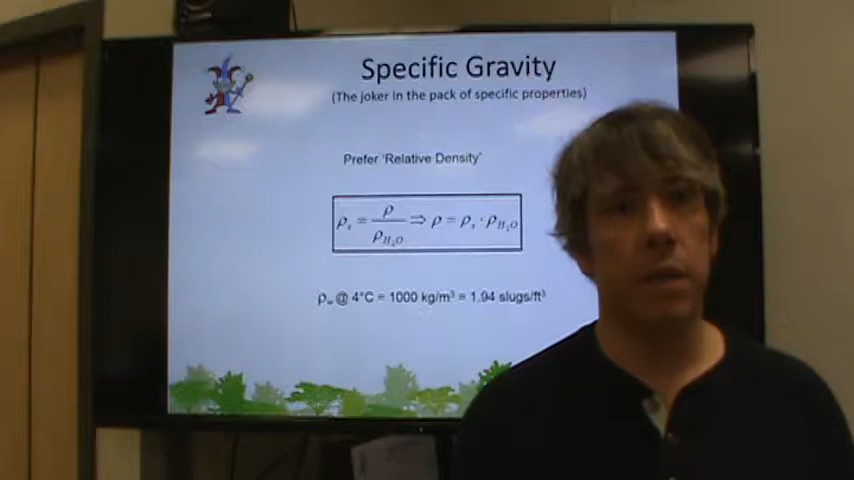 Specific Gravity
(The joker in the pack of specific properties)
Prefer 'Relative Density'
ρₛ = ρ / ρH₂O ⇒ ρ = ρₛ · ρH₂O
ρw @ 4°C = 1000 kg/m³ = 1.94 slugs/ft³